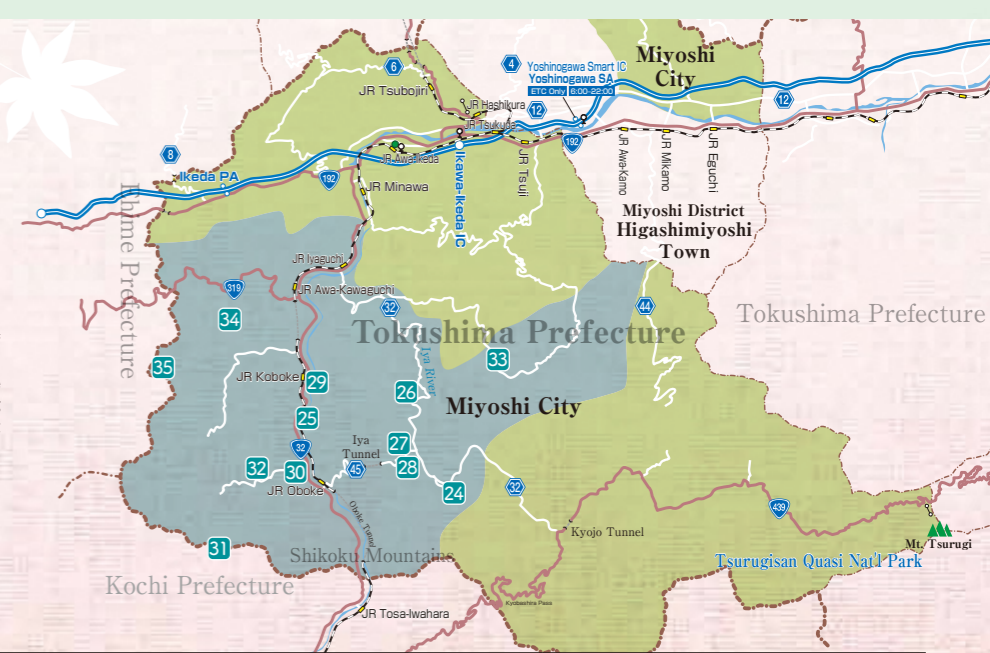 Miyoshi
City
6
4
Yoshinogawa Smart IC
Yoshinogawa SA
ETC Only
6:00-22:00
JR Tsubojiri
JR Hashikura
12
12
JR Tsukuda
192
8
JR Awa-Ikeda
Ikeda PA
192
JR Minawa
Ikawa-Ikeda IC
JR Tsuji
JR Awa-Kamo
JR Mikamo
JR Eguchi
Miyoshi District
Higashimiyoshi
Town
Ehime Prefecture
JR Iyaguchi
JR Awa-Kawaguchi
319
34
32
44
Tokushima Prefecture
Tokushima Prefecture
35
33
Iya River
JR Koboke
29
26
25
Miyoshi City
32
27
Iya
Tunnel
32
30
45
28
JR Oboke
24
32
439
Oboke Tunnel
Kyojo Tunnel
31
Shikoku Mountains
Mt. Tsurugi
Tsurugisan Quasi Nat'l Park
Kochi Prefecture
Kyobashira Pass
JR Tosa-Iwahara